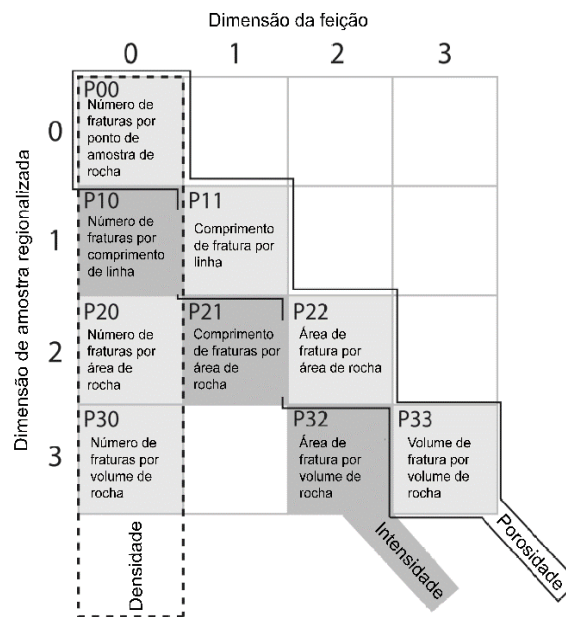 Dimensão da feição
0 1 2 3
Dimensão de amostra regionalizada
0
P00
Número de
fraturas por
ponto de
amostra de
rocha
1
P10
Número de
fraturas por
comprimento
de linha
P11
Comprimento
de fratura por
linha
2
P20
Número de
fraturas por
área de
rocha
P21
Comprimento
de fraturas por
área de
rocha
P22
Área de
fratura por
área de rocha
3
P30
Número de
fraturas por
volume de
rocha
P32
Área de
fratura por
volume de
rocha
P33
Volume de
fratura por
volume de
rocha
Densidade
Intensidade
Porosidade